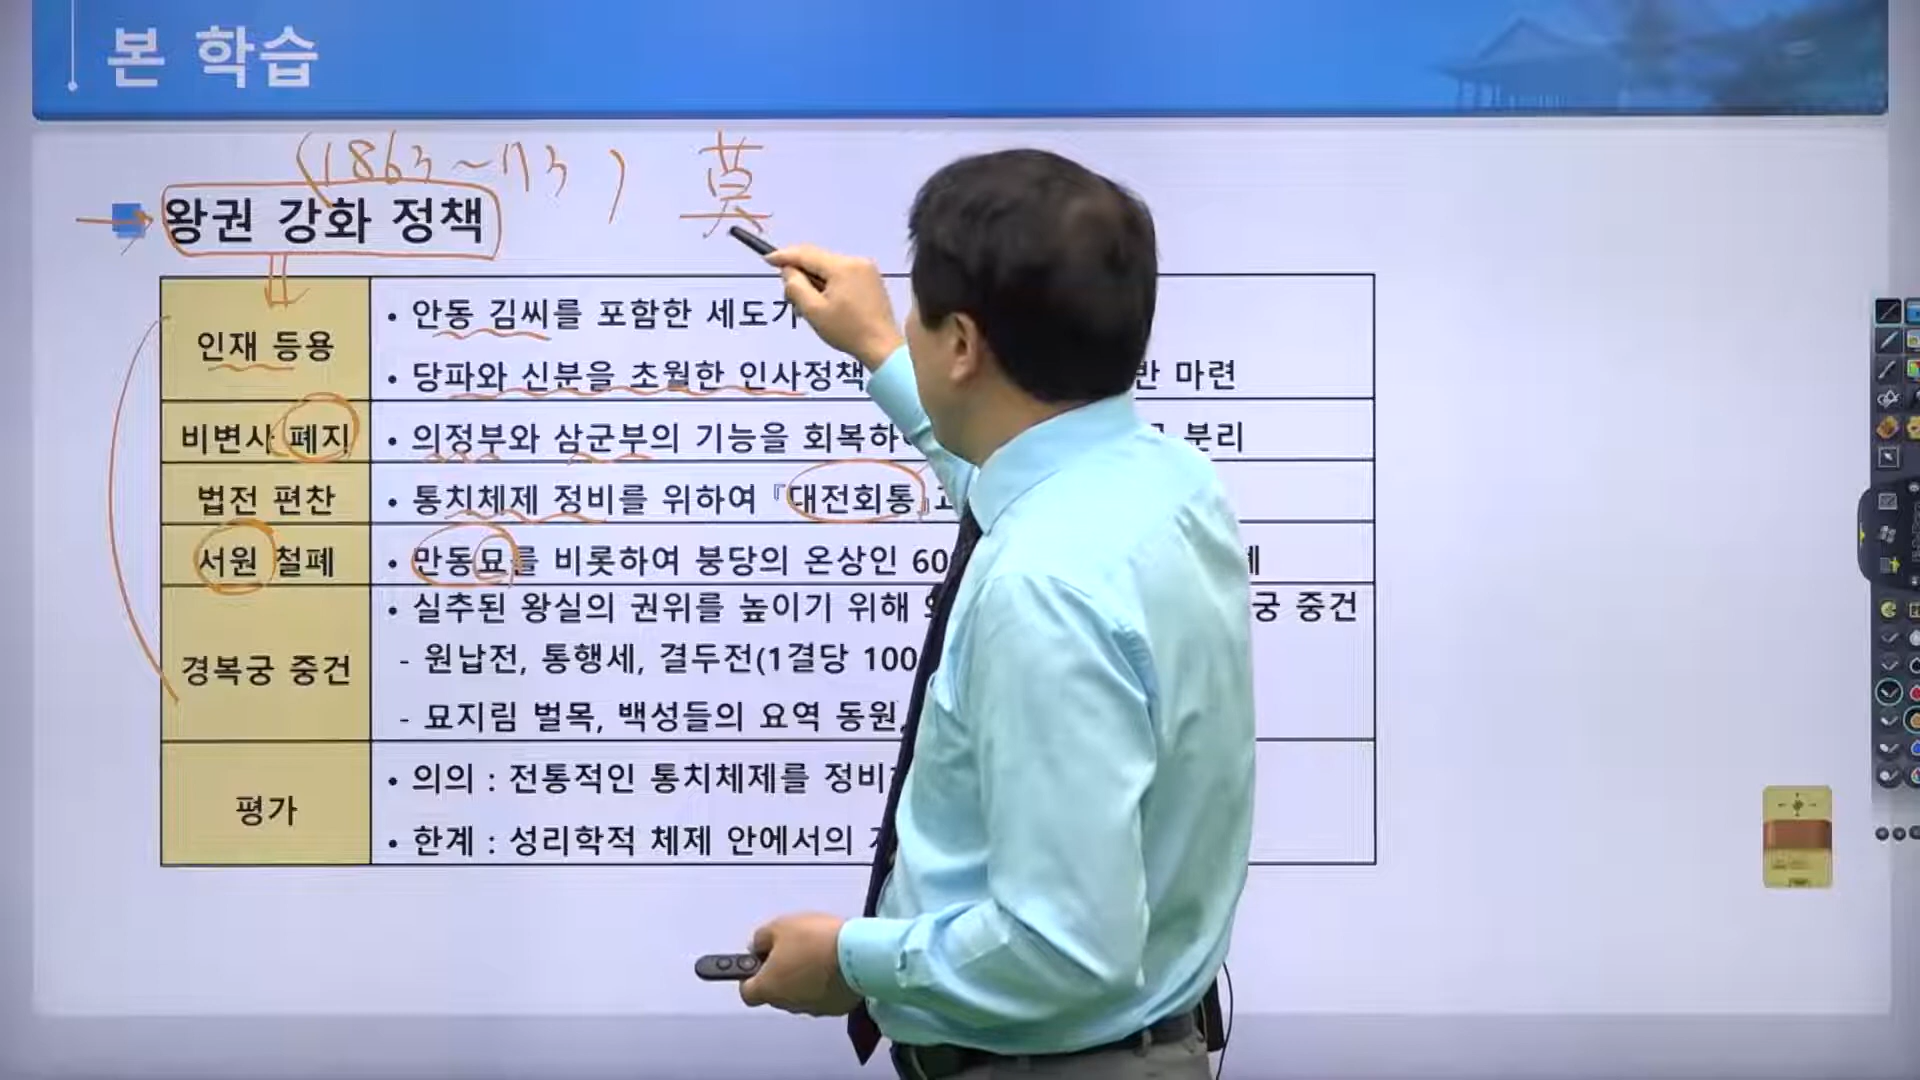 본 학습
(1863~73)
莫
왕권 강화 정책
인재 등용
• 안동 김씨를 포함한 세도가
• 당파와 신분을 초월한 인사정책 반 마련
비변사 폐지
• 의정부와 삼군부의 기능을 회복하 분리
법전 편찬
• 통치체제 정비를 위하여 『대전회통』
서원 철폐
• 만동묘를 비롯하여 붕당의 온상인 60
경복궁 중건
• 실추된 왕실의 권위를 높이기 위해 궁 중건
- 원납전, 통행세, 결두전(1결당 100
- 묘지림 벌목, 백성들의 요역 동원,
평가
• 의의 : 전통적인 통치체제를 정비
• 한계 : 성리학적 체제 안에서의